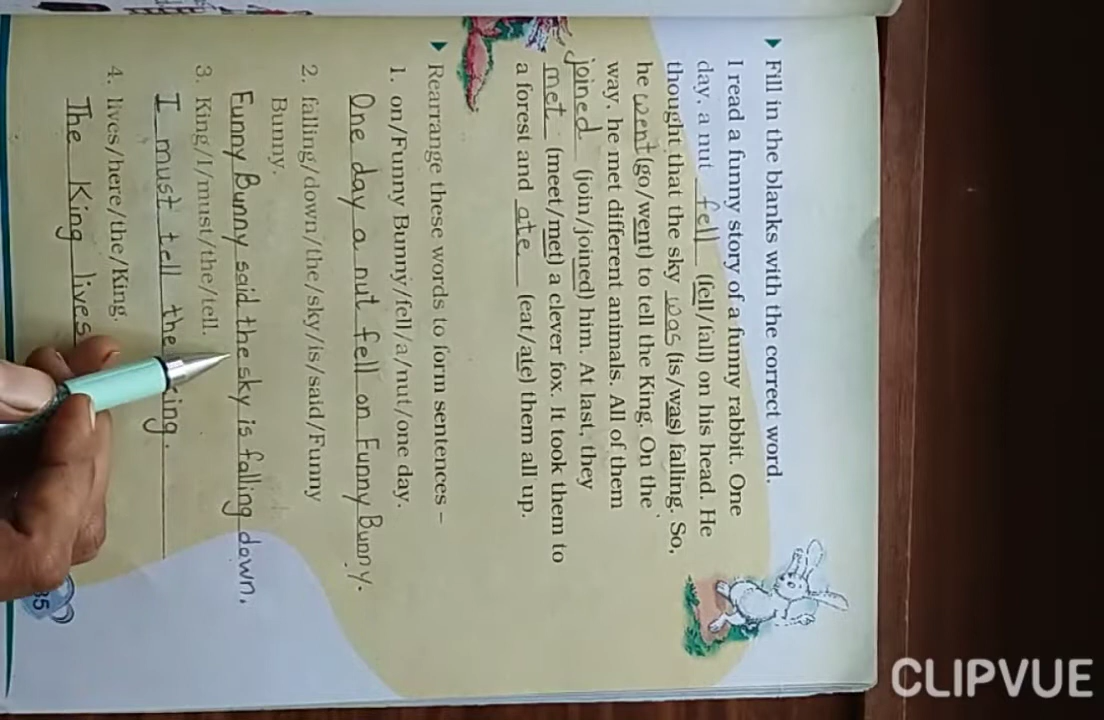 ▶ Fill in the blanks with the correct word.
I read a funny story of a funny rabbit. One
day, a nut fell (fell/fall) on his head. He
thought that the sky was (is/was) falling. So,
he went (go/went) to tell the King. On the
way, he met different animals. All of them
joined (join/joined) him. At last, they
met (meet/met) a clever fox. It took them to
a forest and ate (eat/ate) them all up.
▶ Rearrange these words to form sentences –
1. on/Funny Bunny/fell/a/nut/one day.
One day a nut fell on Funny Bunny.
2. falling/down/the/sky/is/said/Funny
Bunny.
Funny Bunny said the sky is falling down.
3. King/I/must/the/tell.
I must tell the King.
4. lives/here/the/King.
The King lives
CLIPVUE